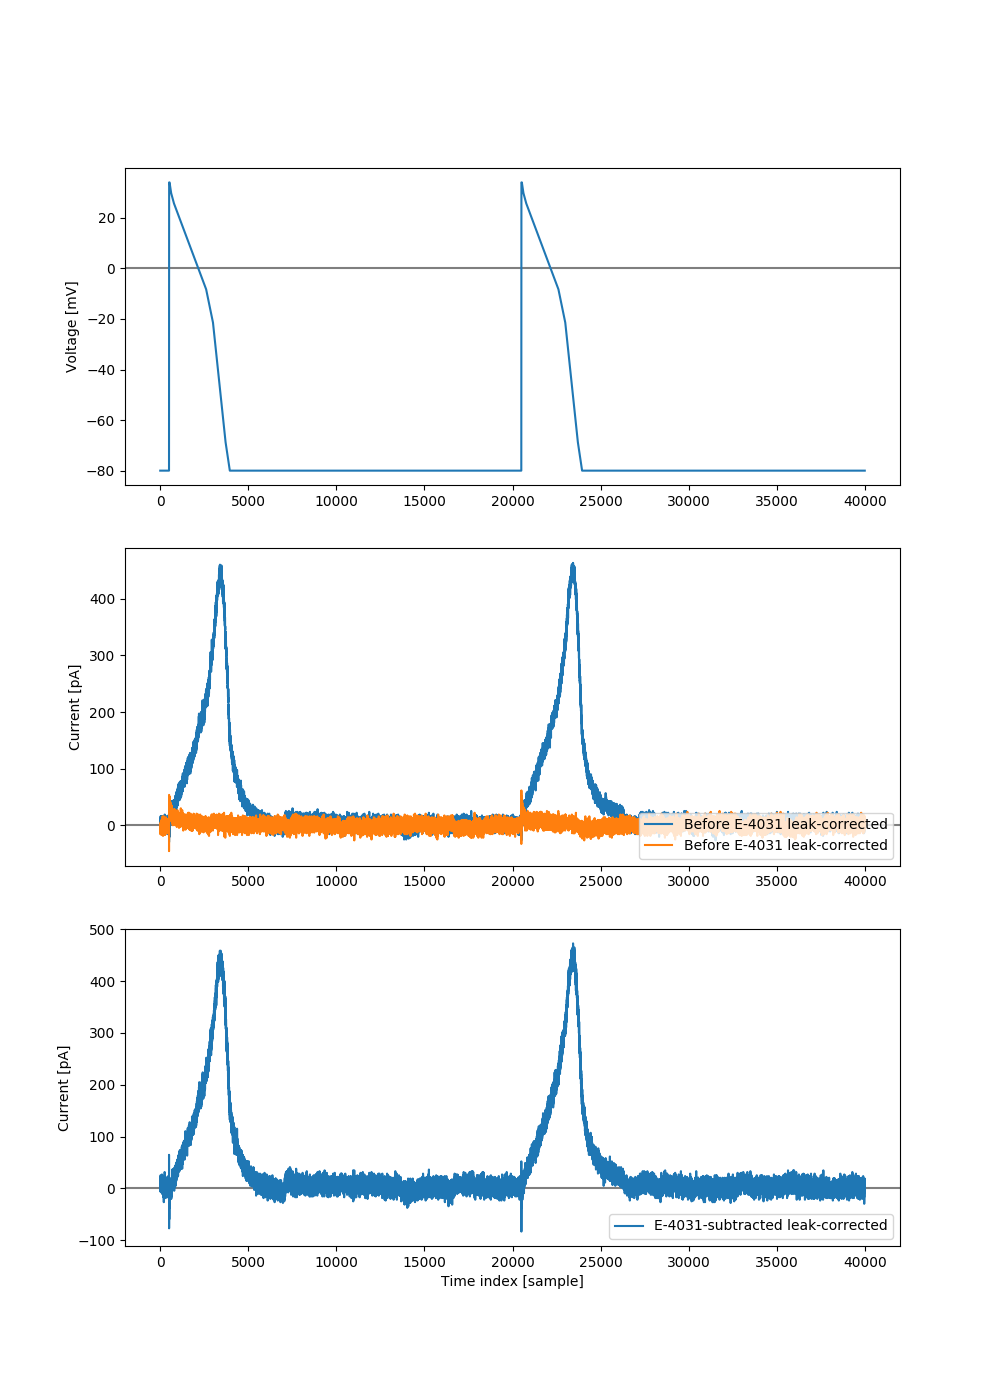 Voltage [mV]
20
0
−20
−40
−60
−80
0 5000 10000 15000 20000 25000 30000 35000 40000
Current [pA]
400
300
200
100
0
Before E-4031 leak-corrected
Before E-4031 leak-corrected
0 5000 10000 15000 20000 25000 30000 35000 40000
Current [pA]
500
400
300
200
100
0
−100
E-4031-subtracted leak-corrected
0 5000 10000 15000 20000 25000 30000 35000 40000
Time index [sample]